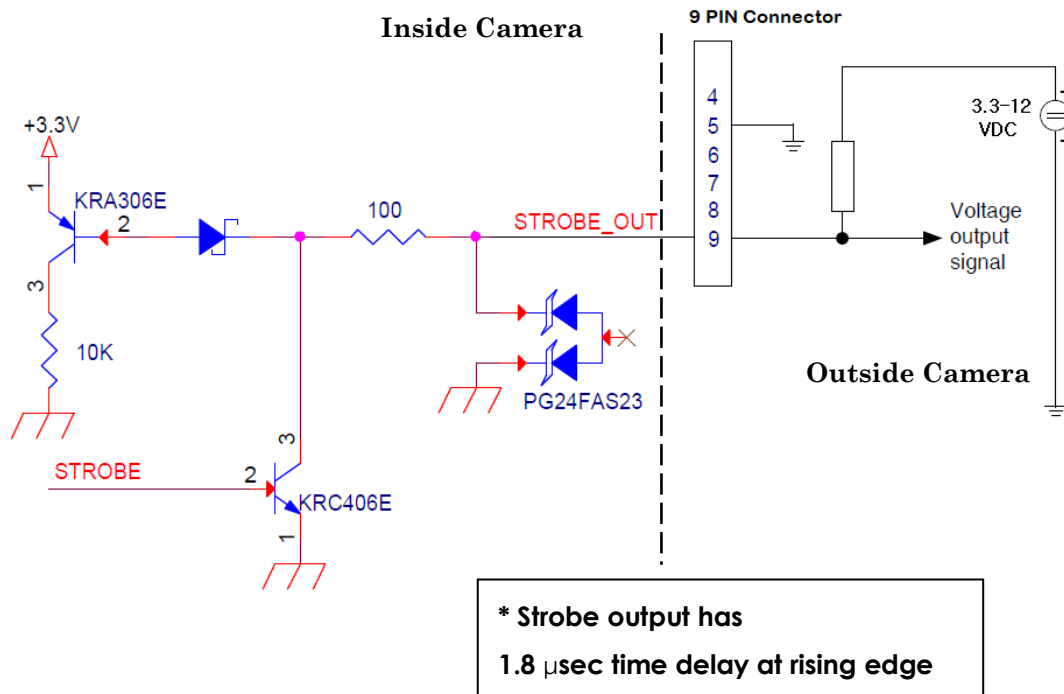 Inside Camera
9 PIN Connector
+3.3V
1
KRA306E
2
3
10K
100
STROBE_OUT
4
5
6
7
8
9
3.3-12
VDC
Voltage
output
signal
PG24FAS23
Outside Camera
STROBE
2
3
KRC406E
1
* Strobe output has
1.8 μsec time delay at rising edge